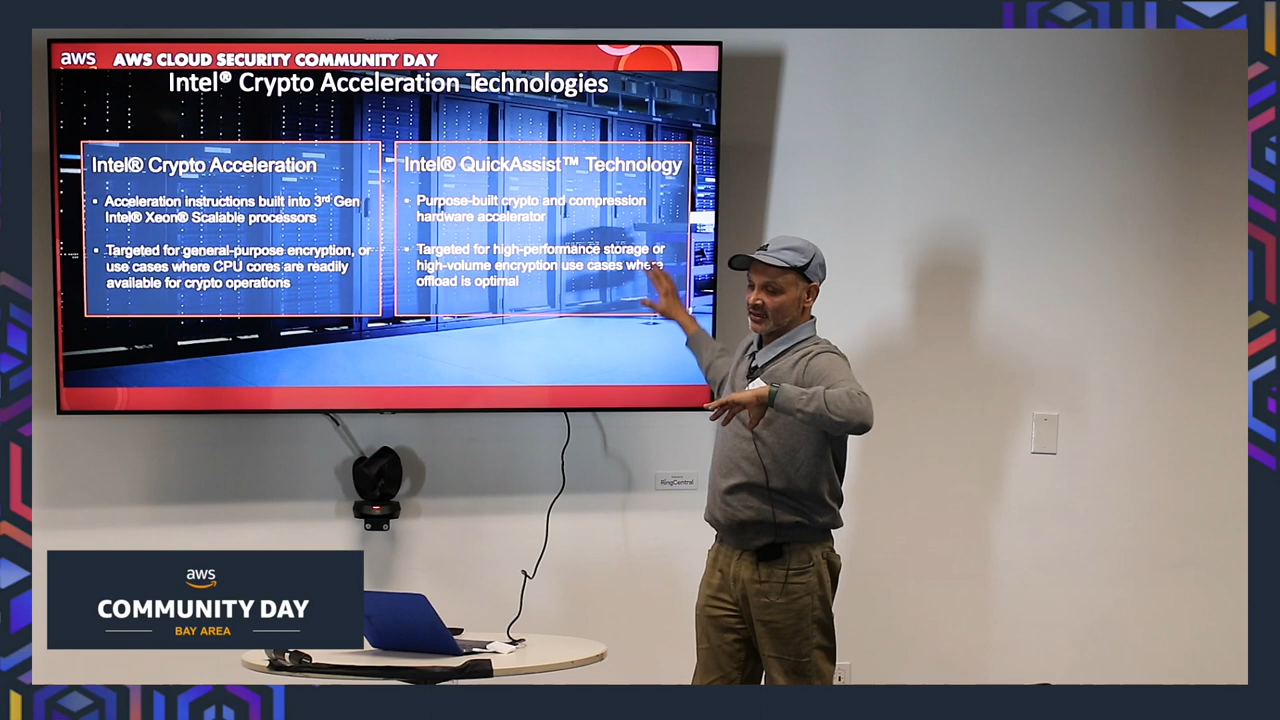 aws AWS CLOUD SECURITY COMMUNITY DAY
Intel® Crypto Acceleration Technologies
Intel® Crypto Acceleration
▪ Acceleration instructions built into 3rd Gen
Intel® Xeon® Scalable processors
▪ Targeted for general-purpose encryption, or
use cases where CPU cores are readily
available for crypto operations
Intel® QuickAssist™ Technology
▪ Purpose-built crypto and compression
hardware accelerator
▪ Targeted for high-performance storage or
high-volume encryption use cases where
offload is optimal
RingCentral
aws
COMMUNITY DAY
BAY AREA